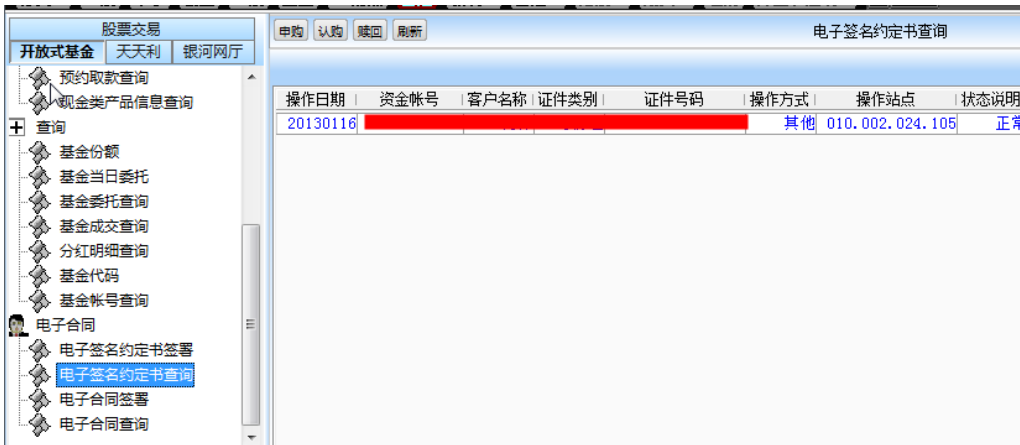 股票交易
开放式基金 天天利 银河网厅
预约取款查询
现金类产品信息查询
查询
基金份额
基金当日委托
基金委托查询
基金成交查询
分红明细查询
基金代码
基金帐号查询
电子合同
电子签名约定书签署
电子签名约定书查询
电子合同签署
电子合同查询
申购 认购 赎回 刷新
电子签名约定书查询
操作日期 资金帐号 客户名称 证件类别 证件号码 操作方式 操作站点 状态说明
20130116 其他 010.002.024.105 正常